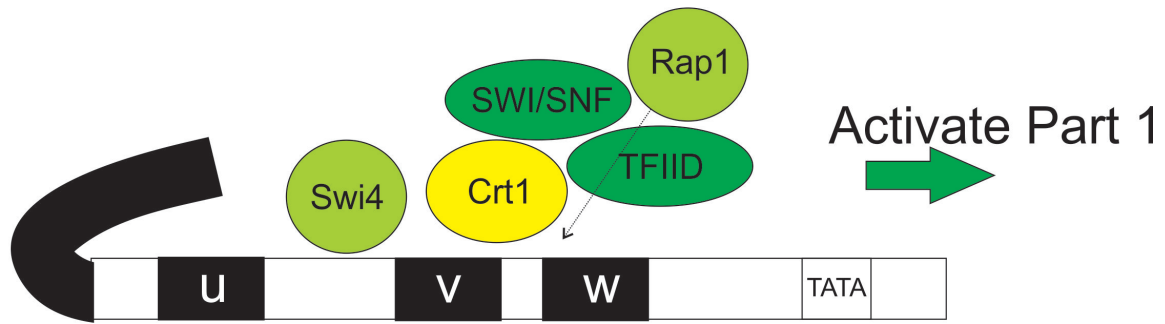 Rap1
SWI/SNF
Activate Part 1
TFIID
Swi4
Crt1
u
v
w
TATA